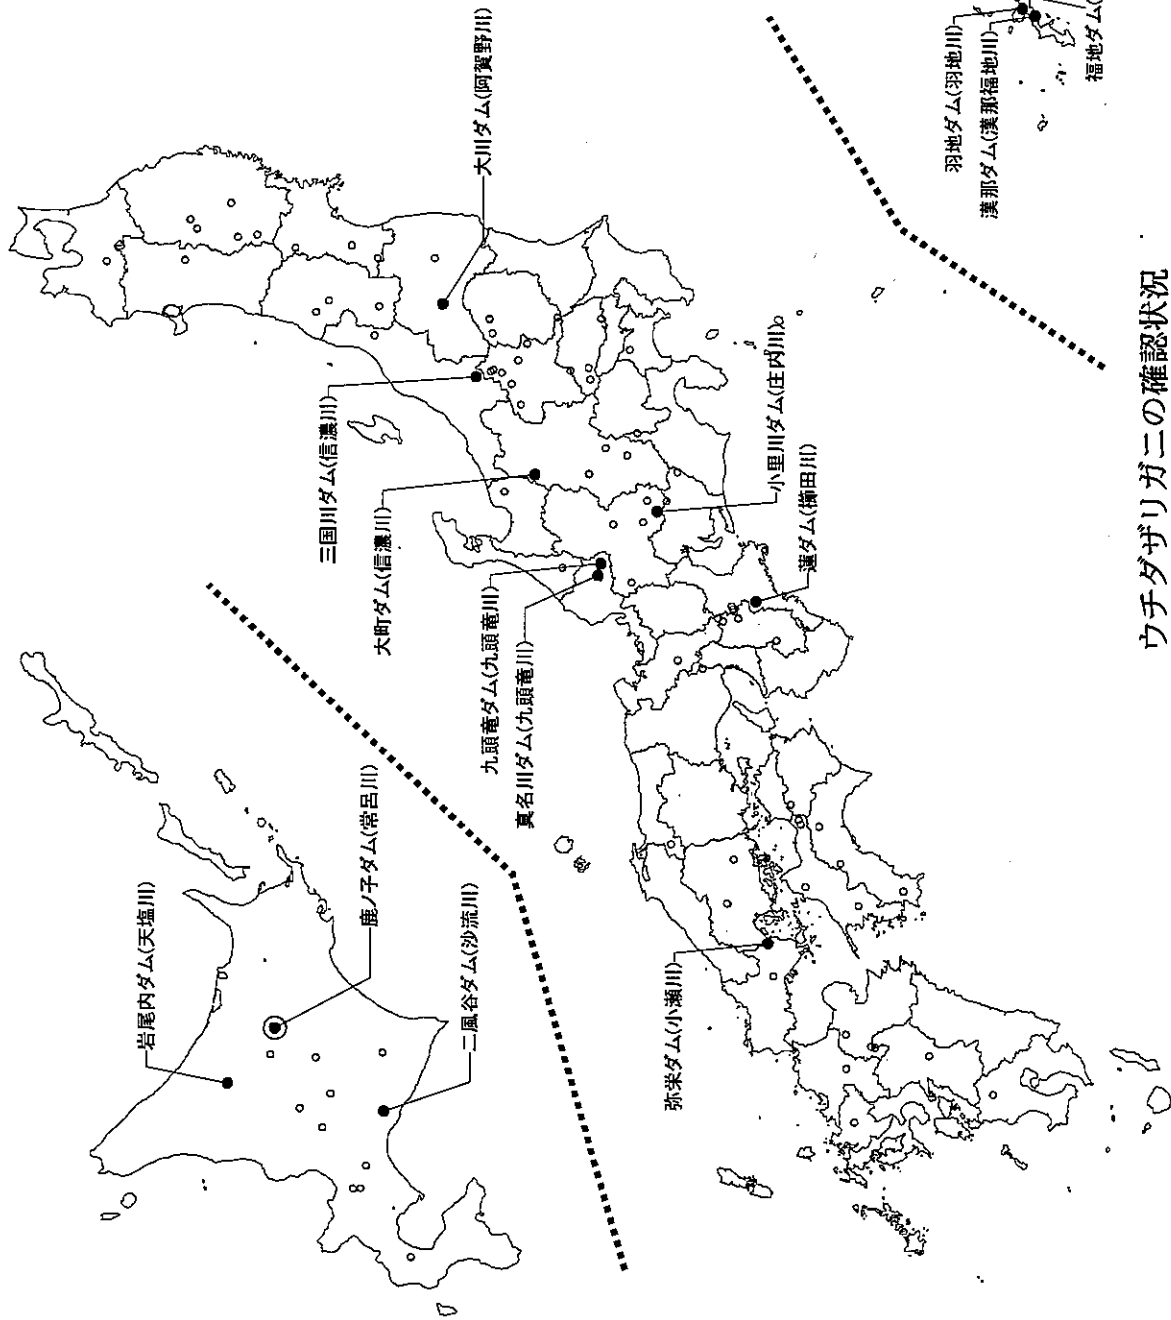 岩尾内ダム(天塩川)
鹿ノ子ダム(常呂川)
二風谷ダム(沙流川)
三国川ダム(信濃川)
大町ダム(信濃川)
九頭竜ダム(九頭竜川)
真名川ダム(九頭竜川)
大川ダム(阿賀野川)
小里川ダム(庄内川)
蓮ダム(櫛田川)
弥栄ダム(小瀬川)
羽地ダム(羽地川)
漢那ダム(漢那福地川)
福地ダム(
ウチダザリガニの確認状況